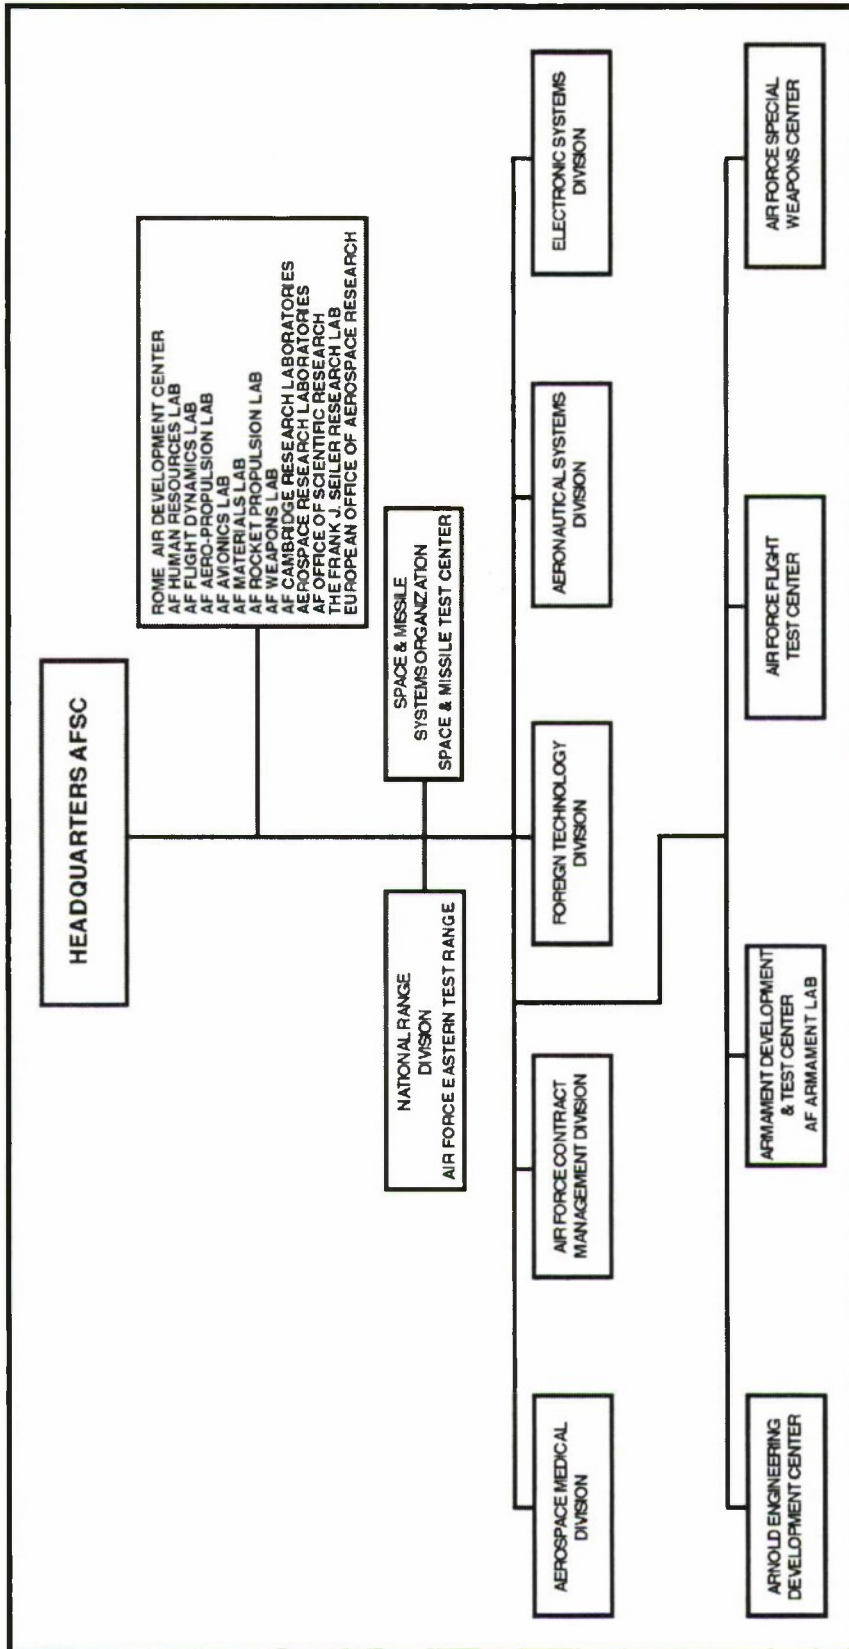 HEADQUARTERS AFSC
ROME AIR DEVELOPMENT CENTER
AF HUMAN RESOURCES LAB
AF FLIGHT DYNAMICS LAB
AF AERO-PROPULSION LAB
AF AVIONICS LAB
AF MATERIALS LAB
AF ROCKET PROPULSION LAB
AF WEAPONS LAB
AF CAMBRIDGE RESEARCH LABORATORIES
AEROSPACE RESEARCH LABORATORIES
AF OFFICE OF SCIENTIFIC RESEARCH
THE FRANK J. SEILER RESEARCH LAB
EUROPEAN OFFICE OF AEROSPACE RESEARCH
NATIONAL RANGE
DIVISION
AIR FORCE EASTERN TEST RANGE
SPACE & MISSILE
SYSTEMS ORGANIZATION
SPACE & MISSILE TEST CENTER
AEROSPACE MEDICAL
DIVISION
AIR FORCE CONTRACT
MANAGEMENT DIVISION
FOREIGN TECHNOLOGY
DIVISION
AERONAUTICAL SYSTEMS
DIVISION
ELECTRONIC SYSTEMS
DIVISION
ARNOLD ENGINEERING
DEVELOPMENT CENTER
ARMAMENT DEVELOPMENT
& TEST CENTER
AF ARMAMENT LAB
AIR FORCE FLIGHT
TEST CENTER
AIR FORCE SPECIAL
WEAPONS CENTER